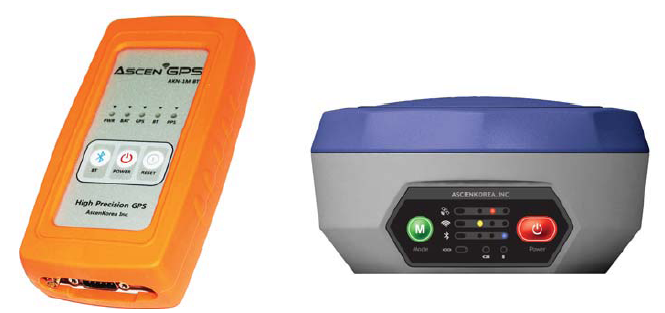 ASCEN GPS
AKN-1M BT
PWR BAT GPS BT PPS
BT POWER RESET
High Precision GPS
AscenKorea Inc
ASCENKOREA. INC
M
Mode Power